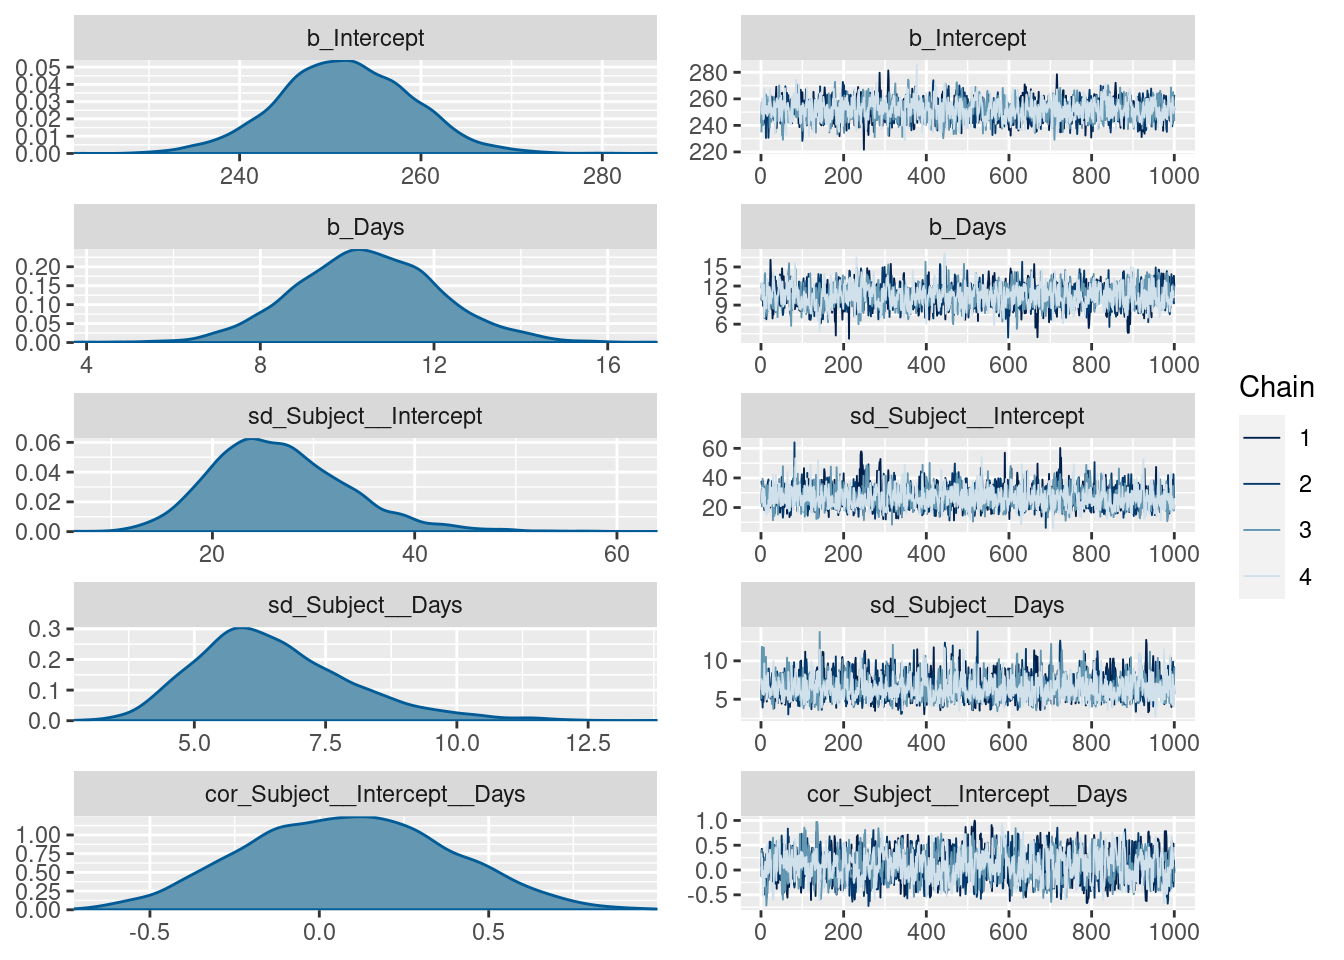 b_Intercept b_Intercept
0.05
0.04
0.03
0.02
0.01
0.00
240 260 280
280
260
240
220
0 200 400 600 800 1000
b_Days b_Days
0.20
0.15
0.10
0.05
0.00
4 8 12 16
15
12
9
6
0 200 400 600 800 1000
sd_Subject__Intercept sd_Subject__Intercept
0.06
0.04
0.02
0.00
20 40 60
60
40
20
0 200 400 600 800 1000
sd_Subject__Days sd_Subject__Days
0.3
0.2
0.1
0.0
5.0 7.5 10.0 12.5
10
5
0 200 400 600 800 1000
cor_Subject__Intercept__Days cor_Subject__Intercept__Days
1.00
0.75
0.50
0.25
0.00
-0.5 0.0 0.5
1.0
0.5
0.0
-0.5
0 200 400 600 800 1000
Chain
1
2
3
4